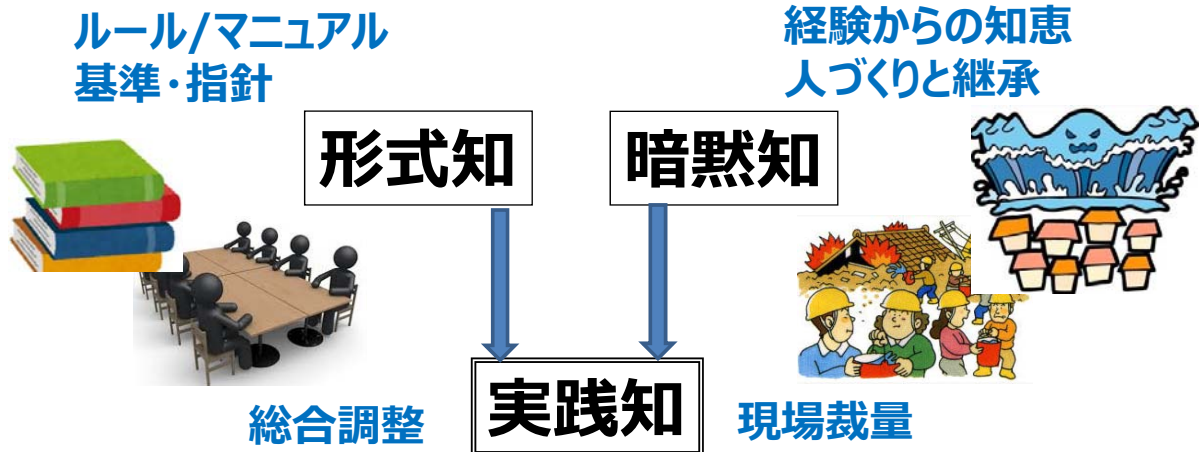 ルール/マニュアル
基準・指針
経験からの知恵
人づくりと継承
形式知
暗黙知
実践知
総合調整
現場裁量